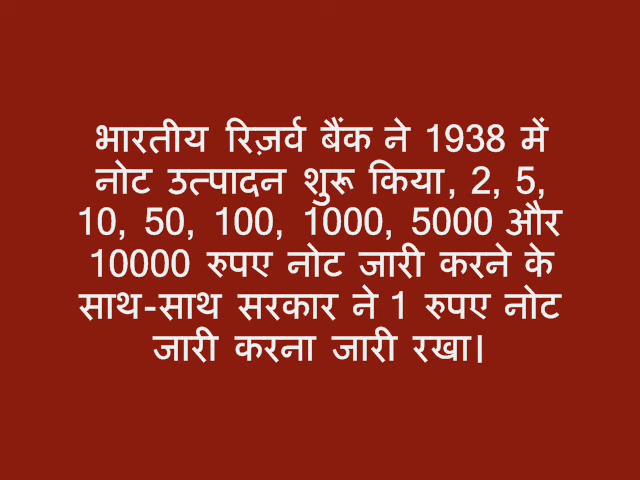 भारतीय रिज़र्व बैंक ने 1938 में
नोट उत्पादन शुरू किया, 2, 5,
10, 50, 100, 1000, 5000 और
10000 रुपए नोट जारी करने के
साथ-साथ सरकार ने 1 रुपए नोट
जारी करना जारी रखा।